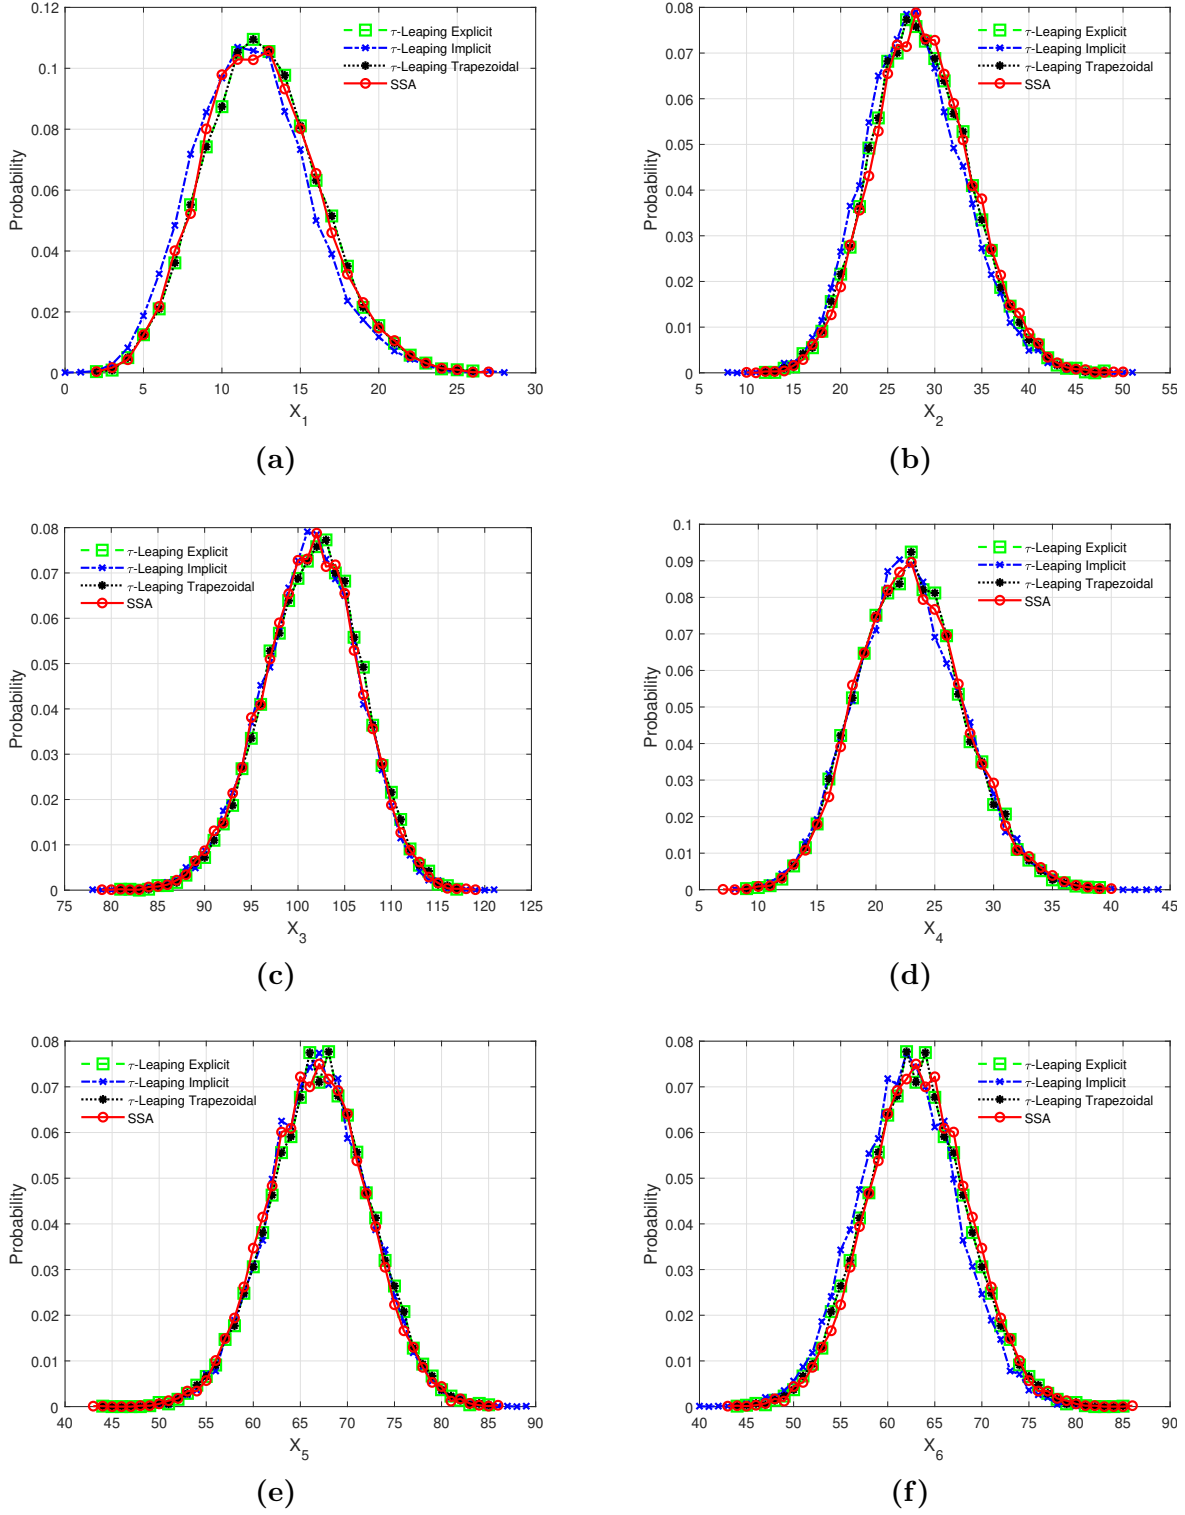 0.12
0.1
0.08
0.06
0.04
0.02
0
Probability
τ-Leaping Explicit
τ-Leaping Implicit
τ-Leaping Trapezoidal
SSA
0 5 10 15 20 25 30
X1
(a)
0.08
0.07
0.06
0.05
0.04
0.03
0.02
0.01
0
Probability
τ-Leaping Explicit
τ-Leaping Implicit
τ-Leaping Trapezoidal
SSA
5 10 15 20 25 30 35 40 45 50 55
X2
(b)
0.08
0.07
0.06
0.05
0.04
0.03
0.02
0.01
0
Probability
τ-Leaping Explicit
τ-Leaping Implicit
τ-Leaping Trapezoidal
SSA
75 80 85 90 95 100 105 110 115 120 125
X3
(c)
0.1
0.09
0.08
0.07
0.06
0.05
0.04
0.03
0.02
0.01
0
Probability
τ-Leaping Explicit
τ-Leaping Implicit
τ-Leaping Trapezoidal
SSA
5 10 15 20 25 30 35 40 45
X4
(d)
0.08
0.07
0.06
0.05
0.04
0.03
0.02
0.01
0
Probability
τ-Leaping Explicit
τ-Leaping Implicit
τ-Leaping Trapezoidal
SSA
40 45 50 55 60 65 70 75 80 85 90
X5
(e)
0.08
0.07
0.06
0.05
0.04
0.03
0.02
0.01
0
Probability
τ-Leaping Explicit
τ-Leaping Implicit
τ-Leaping Trapezoidal
SSA
40 45 50 55 60 65 70 75 80 85 90
X6
(f)